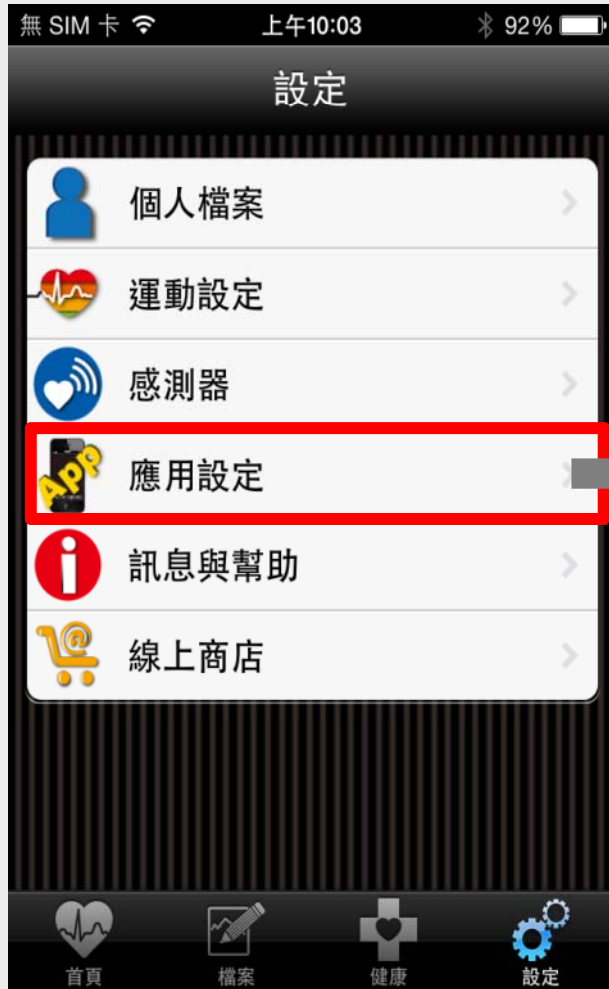 無 SIM 卡 上午10:03 92%
設定
個人檔案
運動設定
感測器
App 應用設定
訊息與幫助
線上商店
首頁 檔案 健康 設定